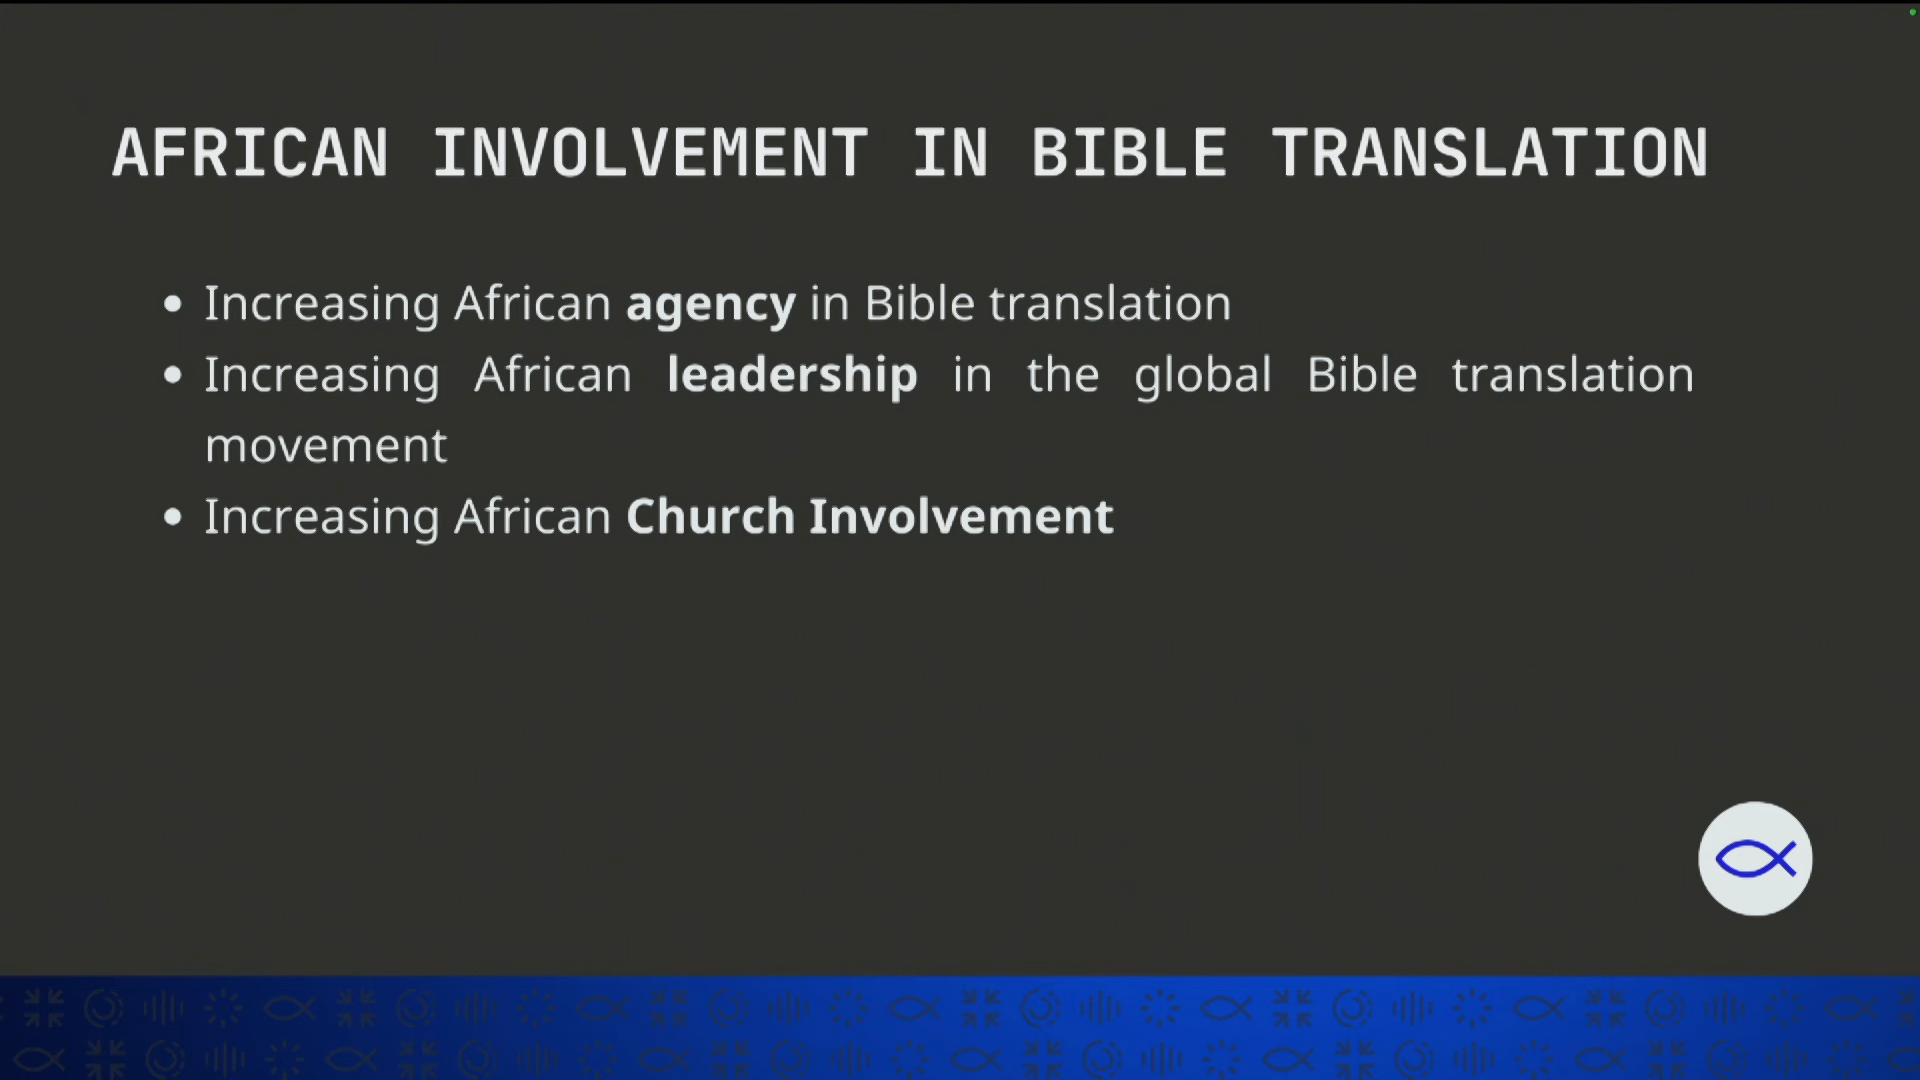 AFRICAN INVOLVEMENT IN BIBLE TRANSLATION
• Increasing African agency in Bible translation
• Increasing African leadership in the global Bible translation
movement
• Increasing African Church Involvement